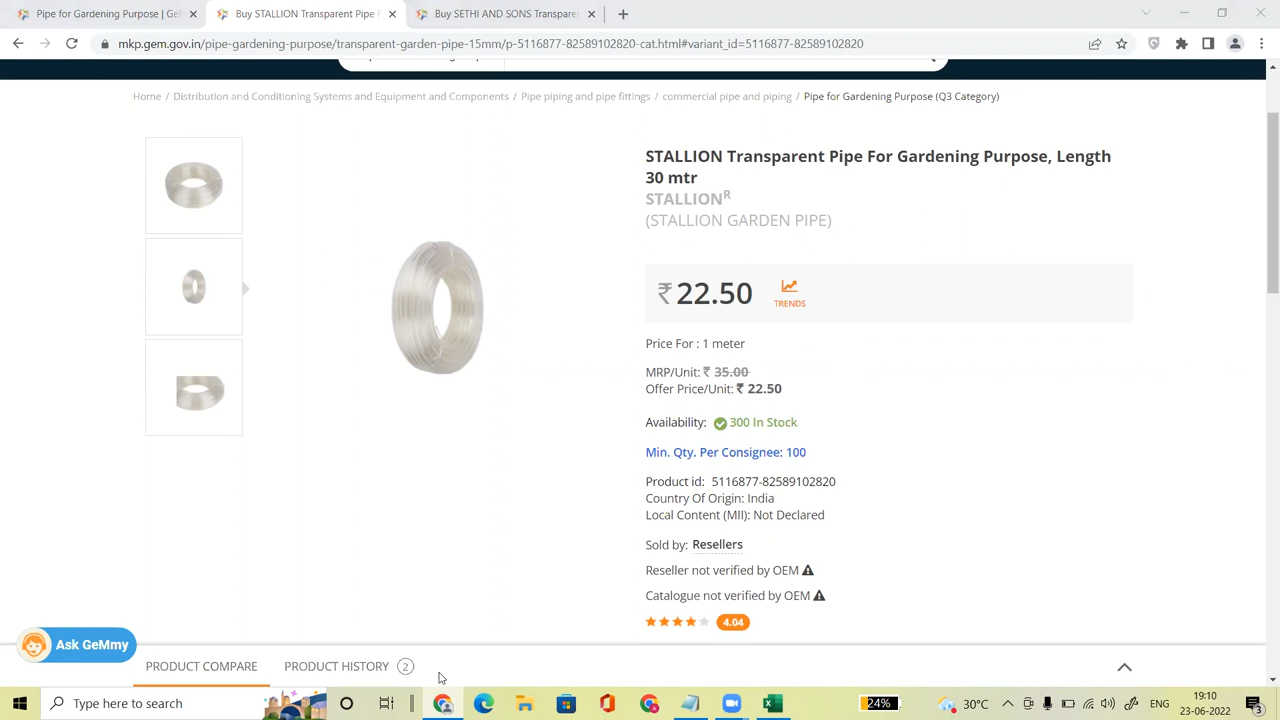 Pipe for Gardening Purpose | Gel
Buy STALLION Transparent Pipe F
Buy SETHI AND SONS Transparen
mkp.gem.gov.in/pipe-gardening-purpose/transparent-garden-pipe-15mm/p-5116877-82589102820-cat.html#variant_id=5116877-82589102820
Home / Distribution and Conditioning Systems and Equipment and Components / Pipe piping and pipe fittings / commercial pipe and piping / Pipe for Gardening Purpose (Q3 Category)
STALLION Transparent Pipe For Gardening Purpose, Length
30 mtr
STALLION R
(STALLION GARDEN PIPE)
₹ 22.50
TRENDS
Price For : 1 meter
MRP/Unit: ₹ 35.00
Offer Price/Unit: ₹ 22.50
Availability: 300 In Stock
Min. Qty. Per Consignee: 100
Product id: 5116877-82589102820
Country Of Origin: India
Local Content (MII): Not Declared
Sold by: Resellers
Reseller not verified by OEM
Catalogue not verified by OEM
4.04
Ask GeMmy
PRODUCT COMPARE
PRODUCT HISTORY 2
Type here to search
24%
30°C
ENG
19:10
23-06-2022
3